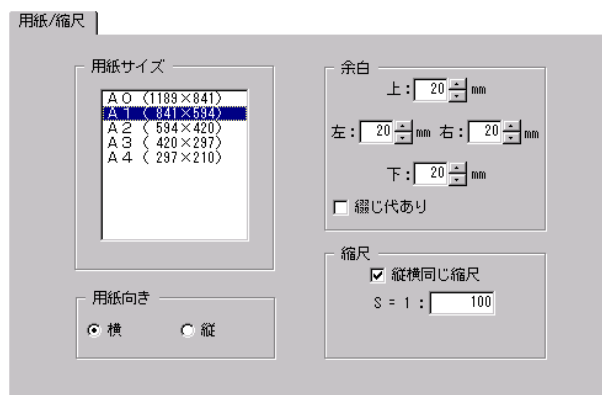 用紙/縮尺
用紙サイズ
A0 (1189×841)
A1 ( 841×594)
A2 ( 594×420)
A3 ( 420×297)
A4 ( 297×210)
用紙向き
横 縦
余白
上: 20 mm
左: 20 mm 右: 20 mm
下: 20 mm
綴じ代あり
縮尺
縦横同じ縮尺
S = 1 : 100